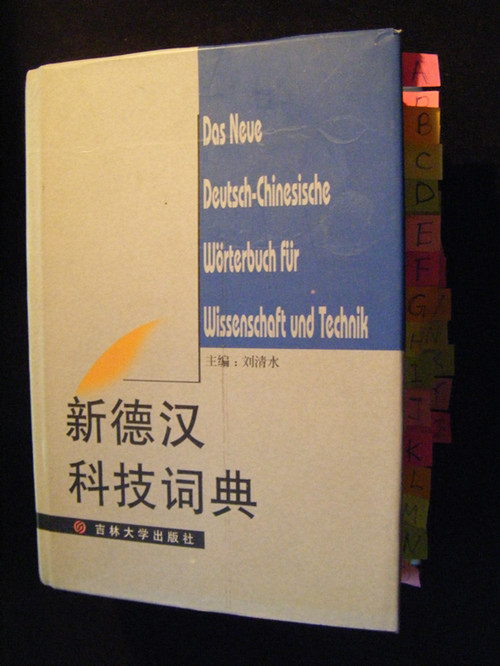 Das Neue
Deutsch-Chinesische
Wörterbuch für
Wissenschaft und Technik
主编：刘清水
新德汉
科技词典
吉林大学出版社
A
B
C
D
E
F
G
H
I
J
K
L
M
N